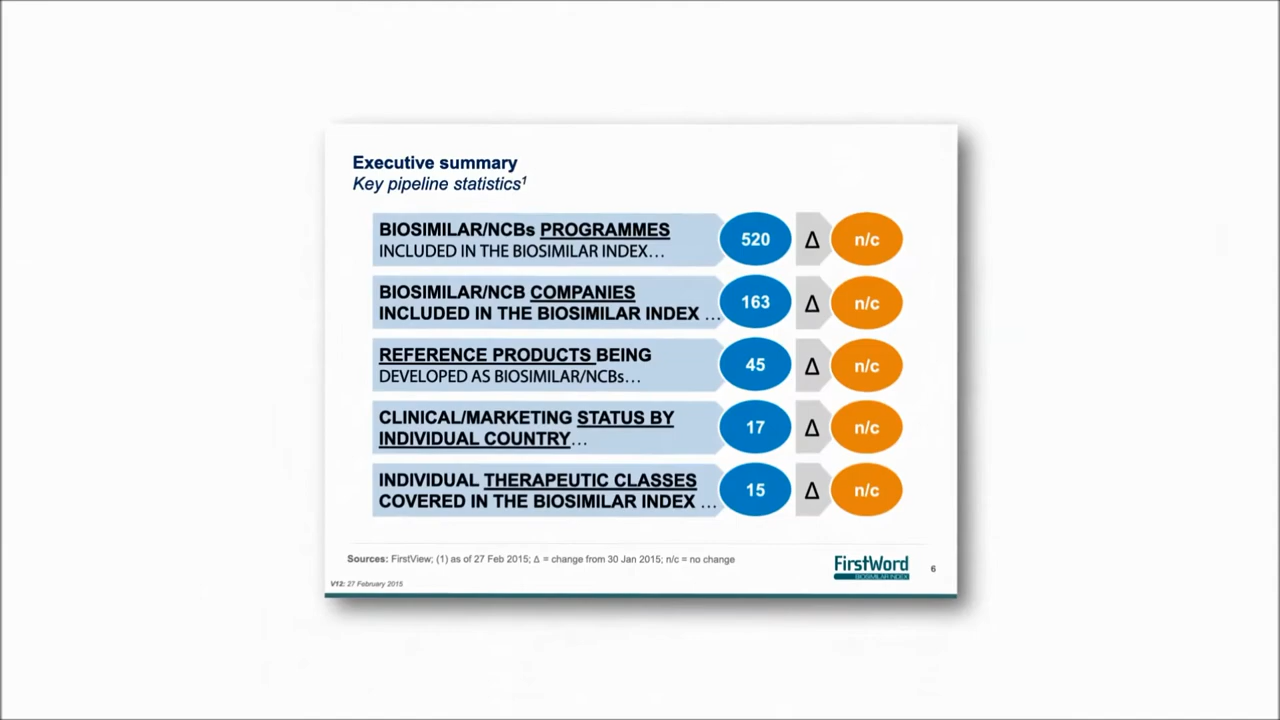 Executive summary
Key pipeline statistics¹
BIOSIMILAR/NCBs PROGRAMMES
INCLUDED IN THE BIOSIMILAR INDEX…
520
Δ
n/c
BIOSIMILAR/NCB COMPANIES
INCLUDED IN THE BIOSIMILAR INDEX …
163
Δ
n/c
REFERENCE PRODUCTS BEING
DEVELOPED AS BIOSIMILAR/NCBs…
45
Δ
n/c
CLINICAL/MARKETING STATUS BY
INDIVIDUAL COUNTRY…
17
Δ
n/c
INDIVIDUAL THERAPEUTIC CLASSES
COVERED IN THE BIOSIMILAR INDEX …
15
Δ
n/c
Sources: FirstView; (1) as of 27 Feb 2015; Δ = change from 30 Jan 2015; n/c = no change
FirstWord
BIOSIMILAR INDEX
6
V12: 27 February 2015